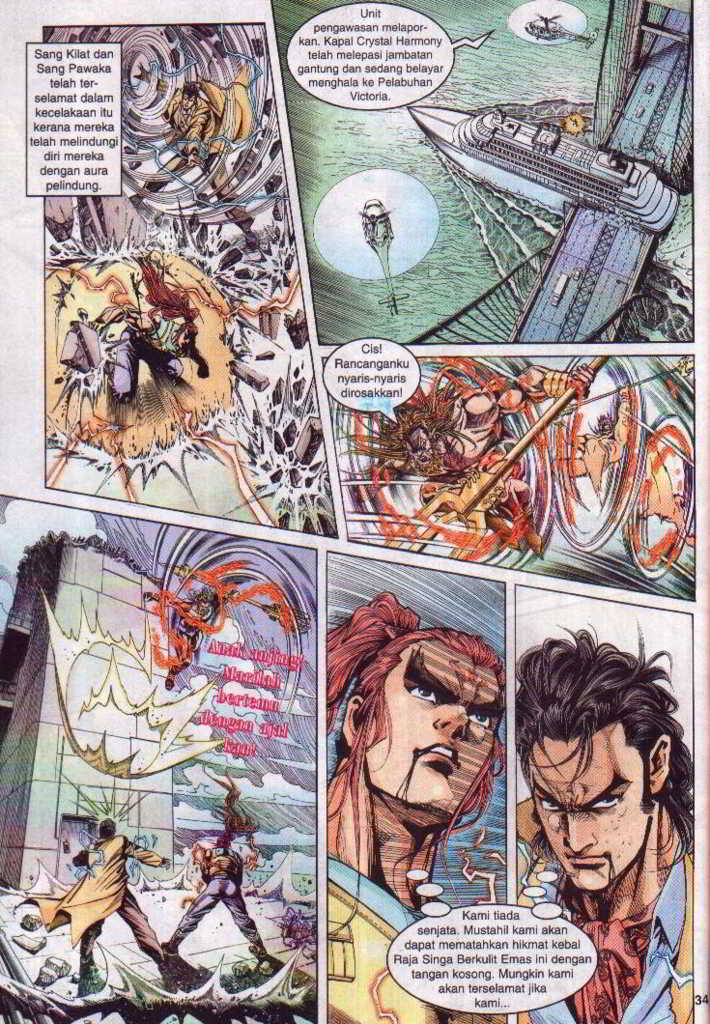 Sang Kilat dan
Sang Pawaka
telah ter-
selamat dalam
kecelakaan itu
kerana mereka
telah melindungi
diri mereka
dengan aura
pelindung.
Unit
pengawasan melapor-
kan. Kapal Crystal Harmony
telah melepasi jambatan
gantung dan sedang belayar
menghala ke Pelabuhan
Victoria.
Cis!
Rancanganku
nyaris-nyaris
dirosakkan!
Anak anjing!
Marilah
bertemu
dengan ajal
kau!
Kami tiada
senjata. Mustahil kami akan
dapat mematahkan hikmat kebal
Raja Singa Berkulit Emas ini dengan
tangan kosong. Mungkin kami
akan terselamat jika
kami...
34